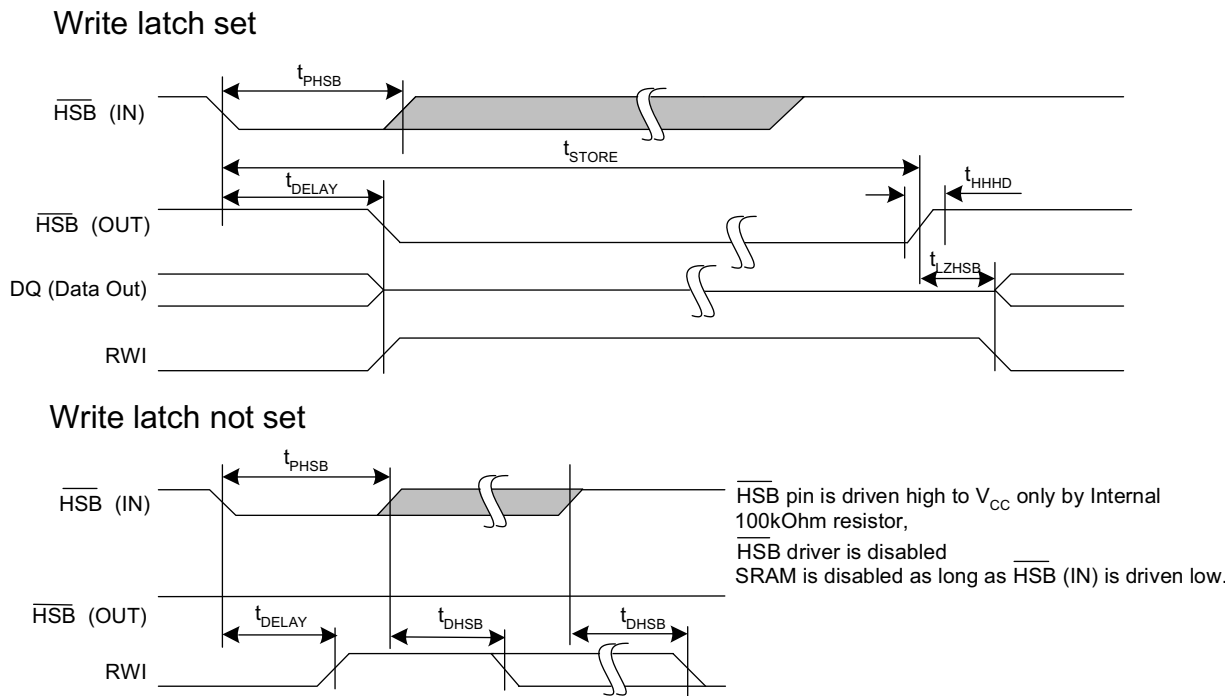 Write latch set
tPHSB
HSB (IN)
tSTORE
tDELAY
tHHHD
HSB (OUT)
tLZHSB
DQ (Data Out)
RWI
Write latch not set
tPHSB
HSB (IN)
HSB pin is driven high to VCC only by Internal
100kOhm resistor,
HSB driver is disabled
SRAM is disabled as long as HSB (IN) is driven low.
HSB (OUT)
tDELAY
tDHSB
tDHSB
RWI